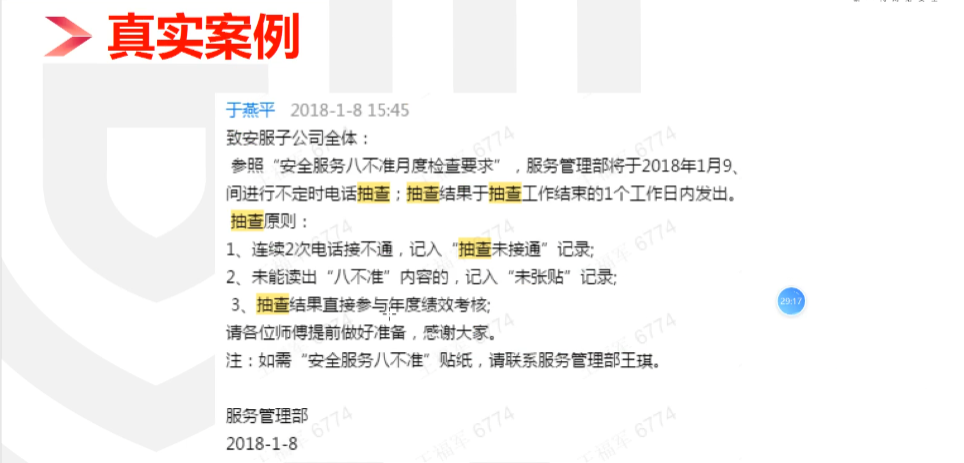 真实案例
于燕平 2018-1-8 15:45
致安服子公司全体：
参照“安全服务八不准月度检查要求”，服务管理部将于2018年1月9、
间进行不定时电话抽查；抽查结果于抽查工作结束的1个工作日内发出。
抽查原则：
1、连续2次电话接不通，记入“抽查未接通”记录;
2、未能读出“八不准”内容的，记入“未张贴”记录;
3、抽查结果直接参与年度绩效考核;
请各位师傅提前做好准备，感谢大家。
注：如需“安全服务八不准”贴纸，请联系服务管理部王琪。
服务管理部
2018-1-8
29:17